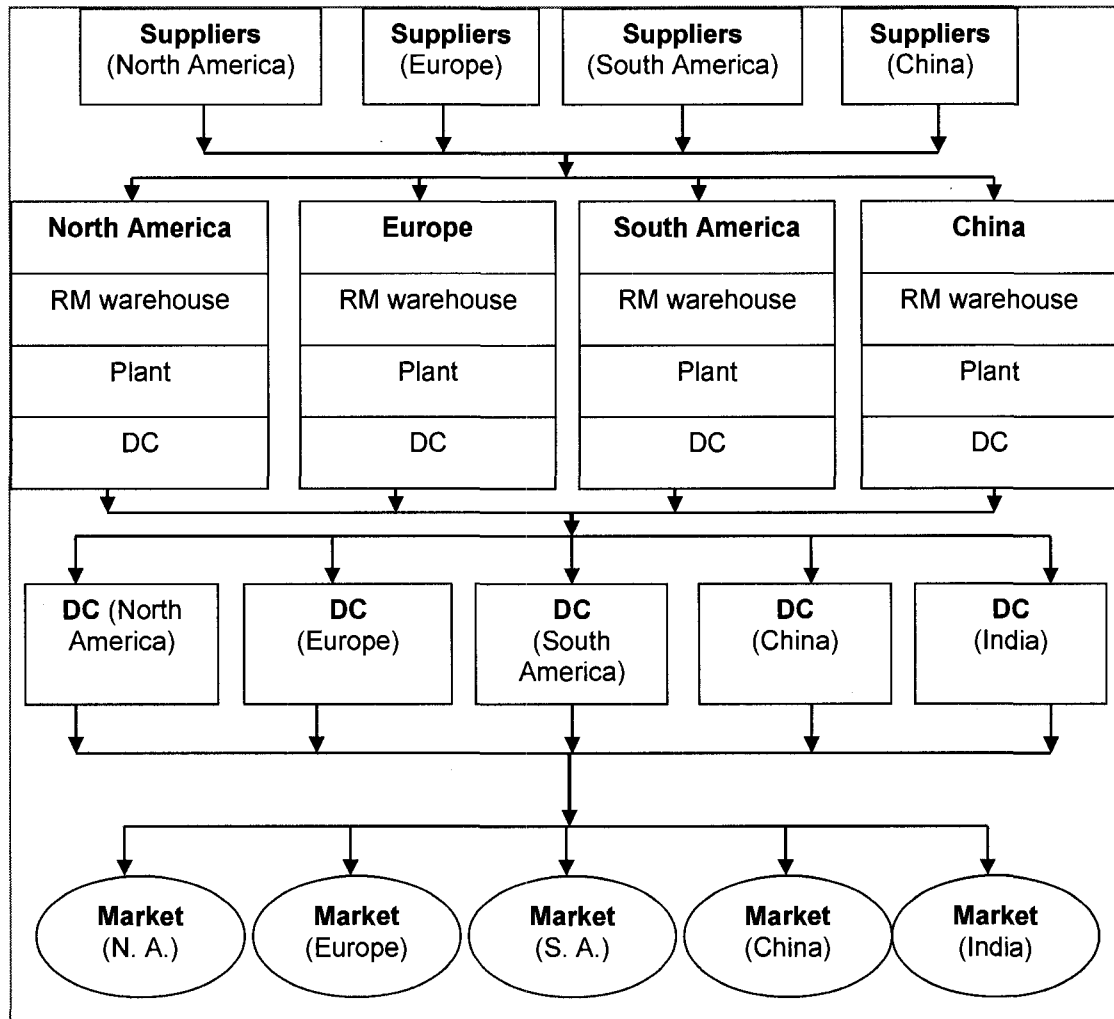 Suppliers
(North America)
Suppliers
(Europe)
Suppliers
(South America)
Suppliers
(China)
North America
Europe
South America
China
RM warehouse
RM warehouse
RM warehouse
RM warehouse
Plant
Plant
Plant
Plant
DC
DC
DC
DC
DC (North
America)
DC
(Europe)
DC
(South
America)
DC
(China)
DC
(India)
Market
(N. A.)
Market
(Europe)
Market
(S. A.)
Market
(China)
Market
(India)